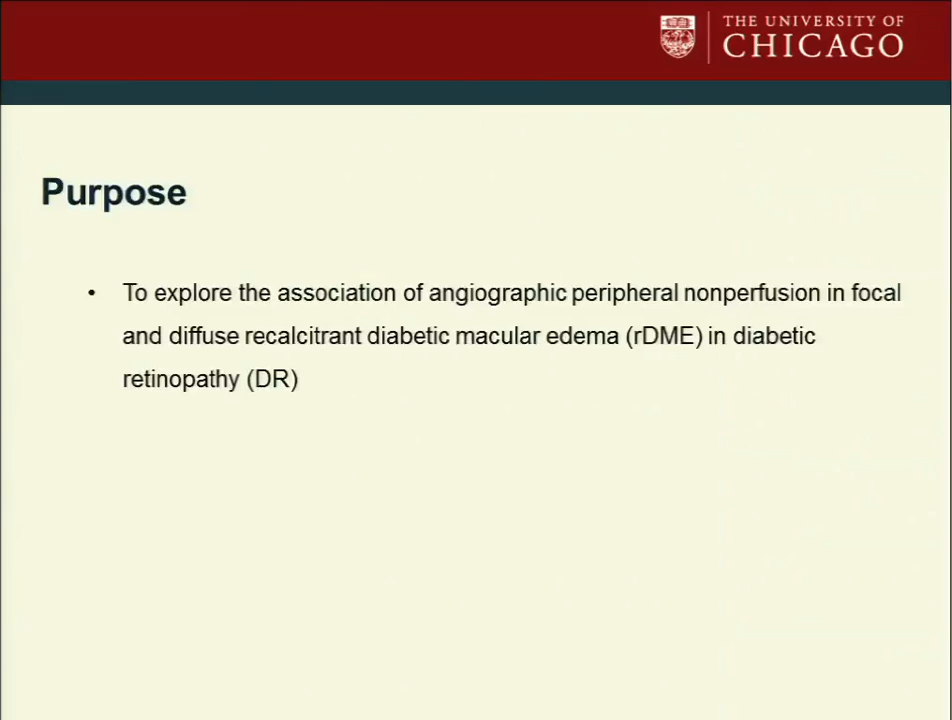 THE UNIVERSITY OF
CHICAGO
Purpose
• To explore the association of angiographic peripheral nonperfusion in focal
and diffuse recalcitrant diabetic macular edema (rDME) in diabetic
retinopathy (DR)